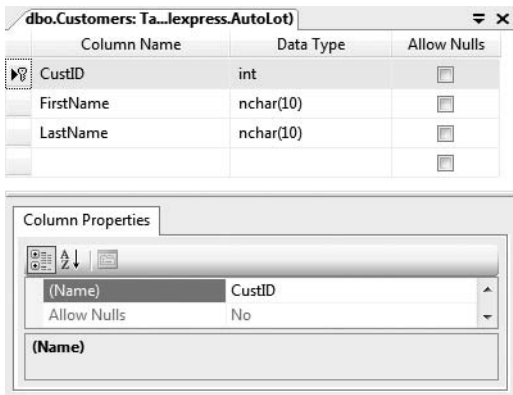 dbo.Customers: Ta...lexpress.AutoLot)
Column Name Data Type Allow Nulls
CustID int
FirstName nchar(10)
LastName nchar(10)
Column Properties
(Name) CustID
Allow Nulls No
(Name)